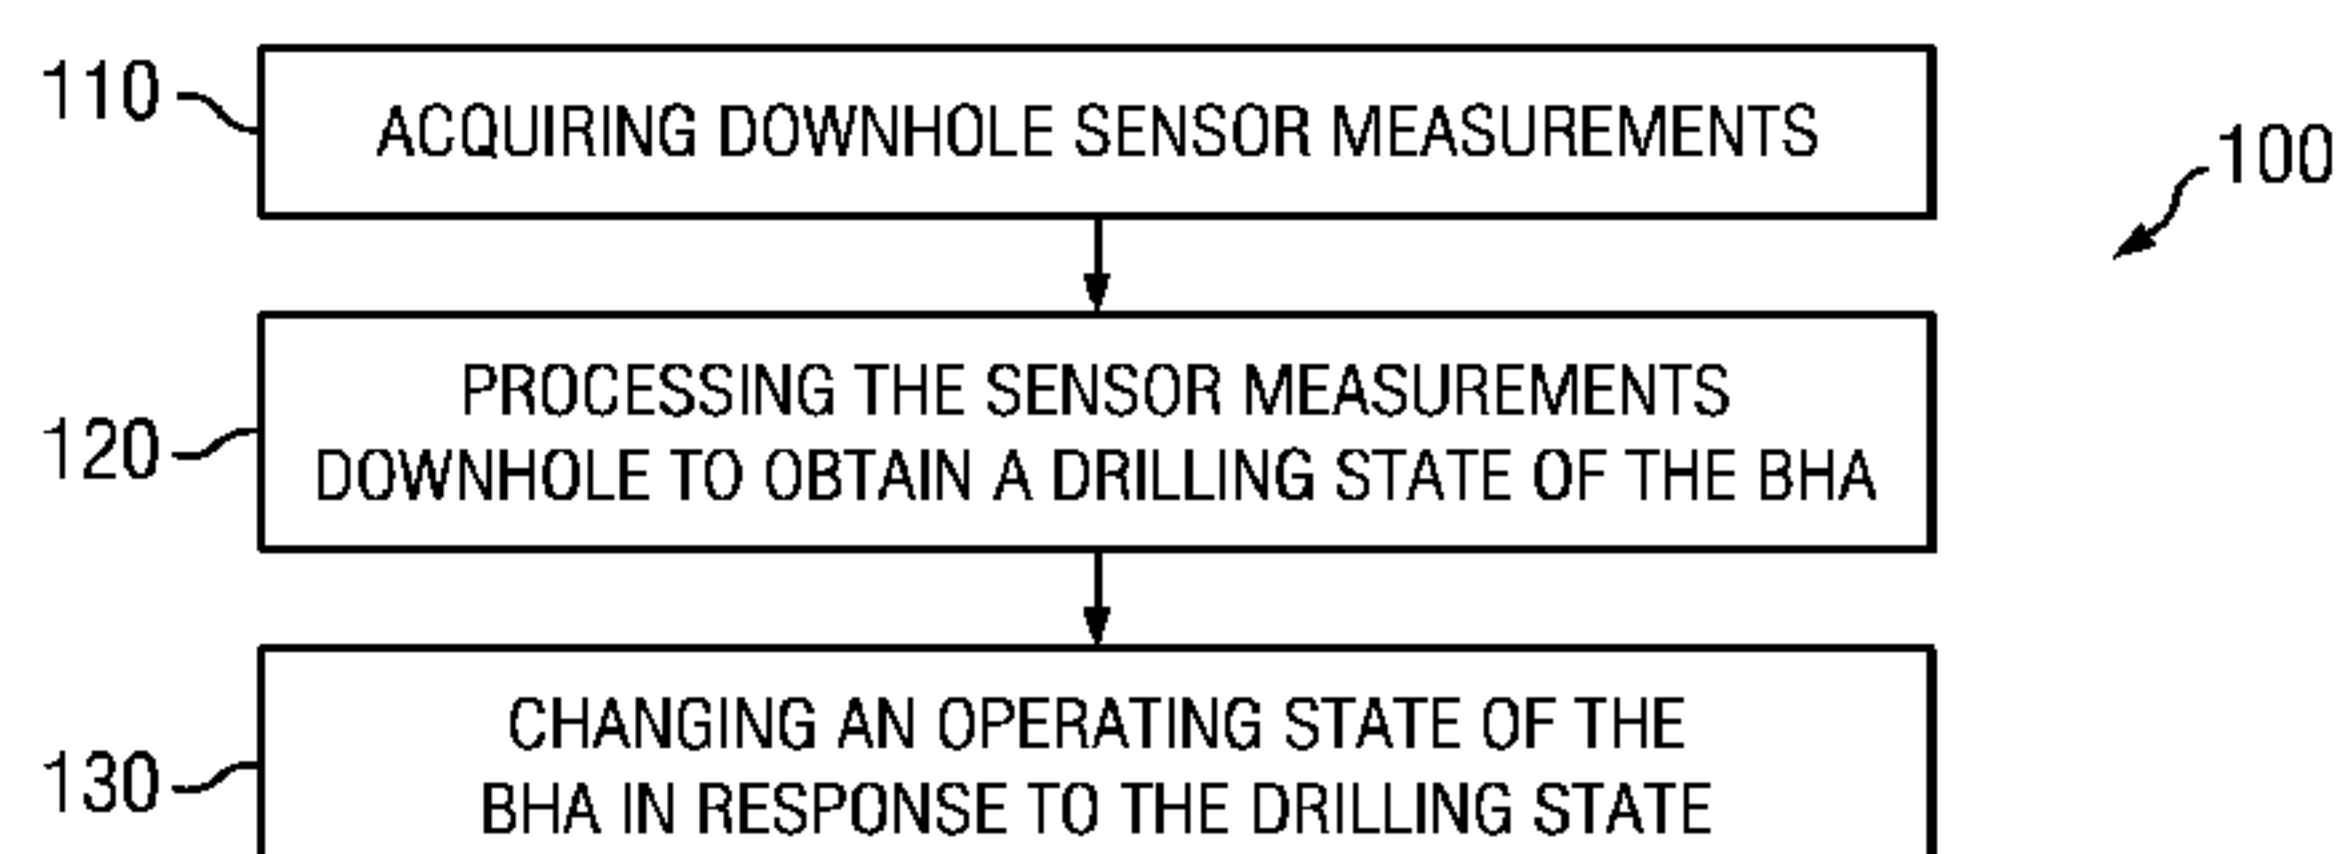 110
ACQUIRING DOWNHOLE SENSOR MEASUREMENTS
100
120
PROCESSING THE SENSOR MEASUREMENTS
DOWNHOLE TO OBTAIN A DRILLING STATE OF THE BHA
130
CHANGING AN OPERATING STATE OF THE
BHA IN RESPONSE TO THE DRILLING STATE